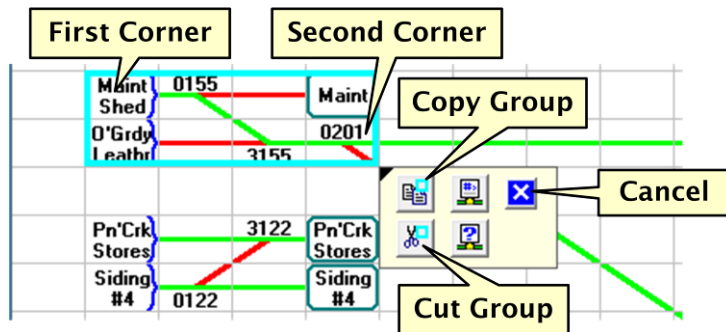 First Corner
Second Corner
Maint
Shed
0155
Maint
O'Grdy
Leathr
3155
0201
Copy Group
#>
Cancel
?
Cut Group
Pn'Crk
Stores
3122
Pn'Crk
Stores
Siding
#4
0122
Siding
#4